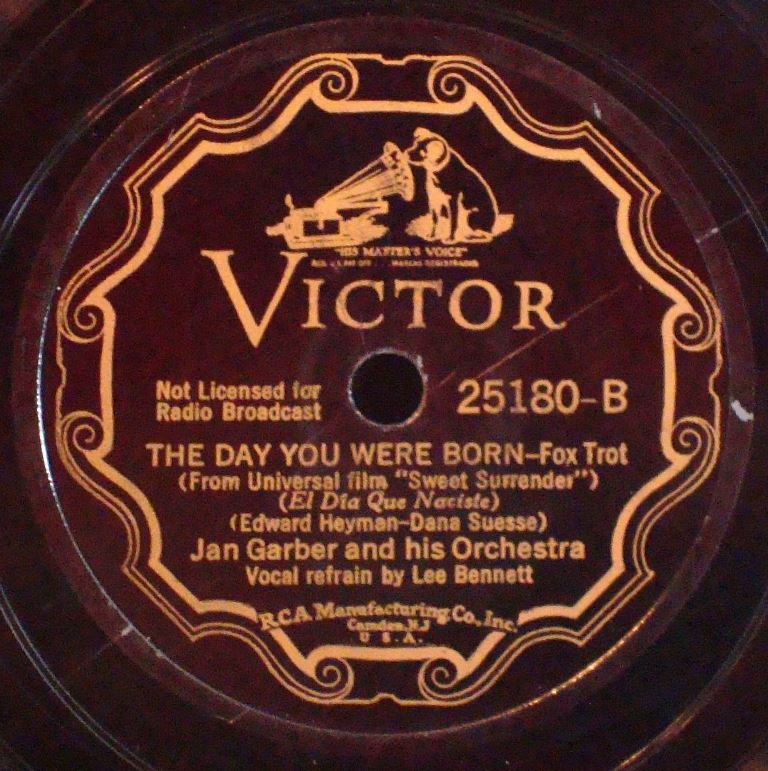 "HIS MASTER'S VOICE"
VICTOR
Not Licensed for
Radio Broadcast
25180-B
THE DAY YOU WERE BORN-Fox Trot
(From Universal film "Sweet Surrender")
(El Día Que Naciste)
(Edward Heyman-Dana Suesse)
Jan Garber and his Orchestra
Vocal refrain by Lee Bennett
RCA Manufacturing Co., Inc.
Camden, N.J.
U.S.A.